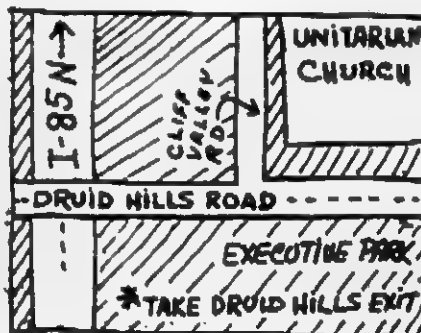 I-85N→
CLIFF
VALLEY
RD
UNITARIAN
CHURCH
DRUID HILLS ROAD
EXECUTIVE PARK
* TAKE DRUID HILLS EXIT